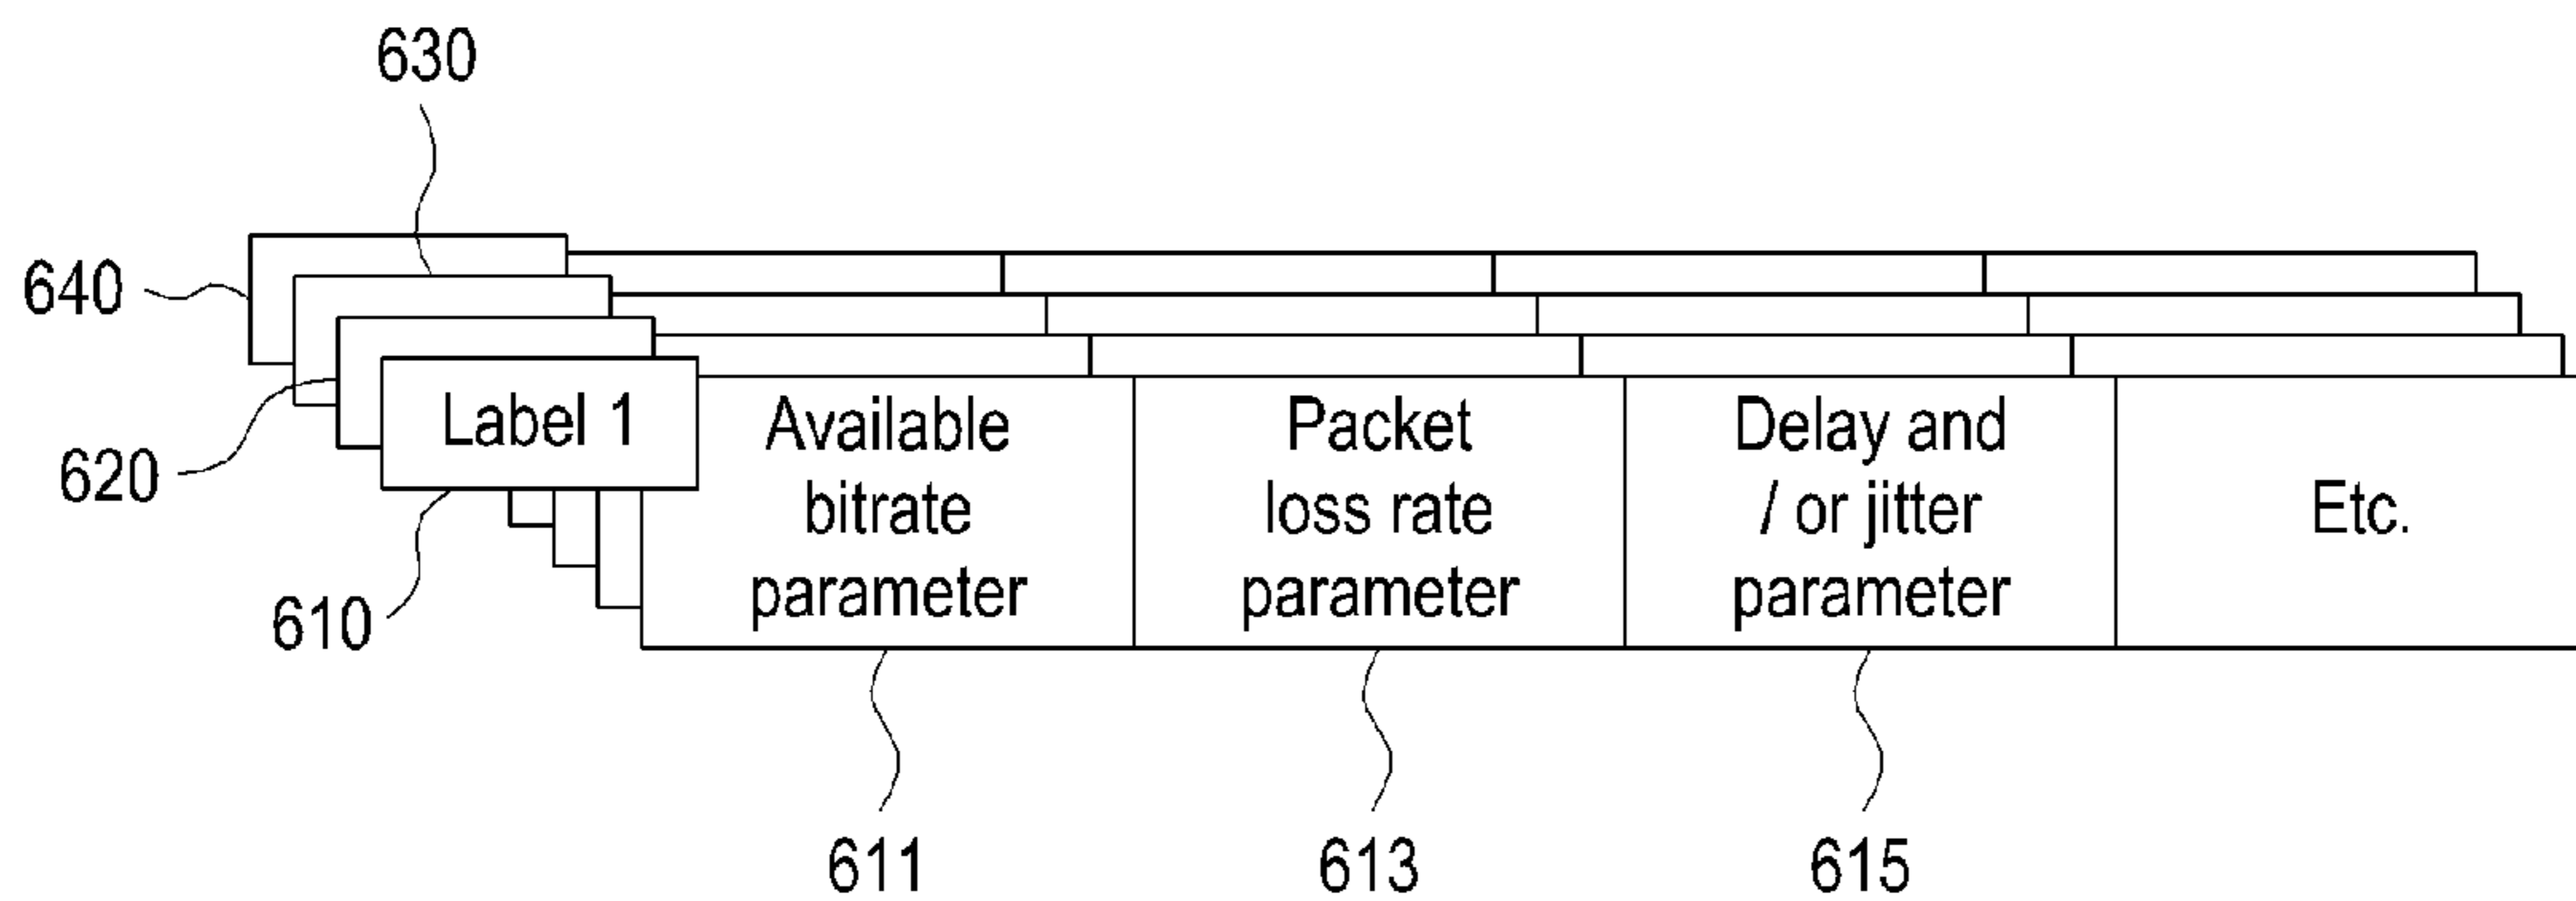 630
640
Label 1
620
610
Available
bitrate
parameter
Packet
loss rate
parameter
Delay and
/ or jitter
parameter
Etc.
611
613
615